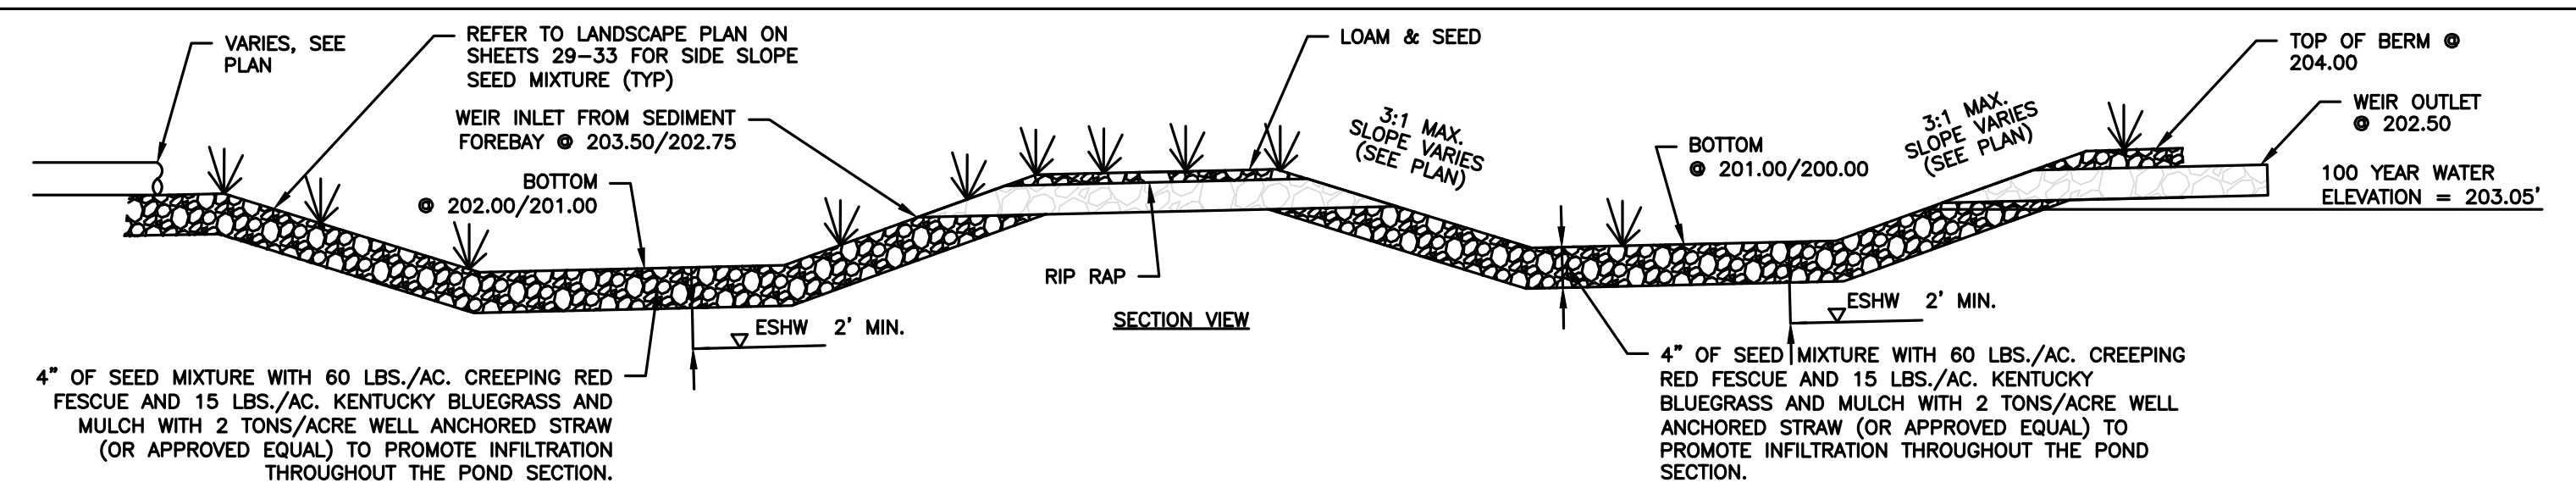 VARIES, SEE
PLAN
REFER TO LANDSCAPE PLAN ON
SHEETS 29-33 FOR SIDE SLOPE
SEED MIXTURE (TYP)
WEIR INLET FROM SEDIMENT
FOREBAY @ 203.50/202.75
BOTTOM
@ 202.00/201.00
LOAM & SEED
3:1 MAX.
SLOPE VARIES
(SEE PLAN)
BOTTOM
@ 201.00/200.00
3:1 MAX.
SLOPE VARIES
(SEE PLAN)
TOP OF BERM @
204.00
WEIR OUTLET
@ 202.50
100 YEAR WATER
ELEVATION = 203.05'
RIP RAP
SECTION VIEW
ESHW 2' MIN.
ESHW 2' MIN.
4" OF SEED MIXTURE WITH 60 LBS./AC. CREEPING RED
FESCUE AND 15 LBS./AC. KENTUCKY BLUEGRASS AND
MULCH WITH 2 TONS/ACRE WELL ANCHORED STRAW
(OR APPROVED EQUAL) TO PROMOTE INFILTRATION
THROUGHOUT THE POND SECTION.
4" OF SEED MIXTURE WITH 60 LBS./AC. CREEPING
RED FESCUE AND 15 LBS./AC. KENTUCKY
BLUEGRASS AND MULCH WITH 2 TONS/ACRE WELL
ANCHORED STRAW (OR APPROVED EQUAL) TO
PROMOTE INFILTRATION THROUGHOUT THE POND
SECTION.